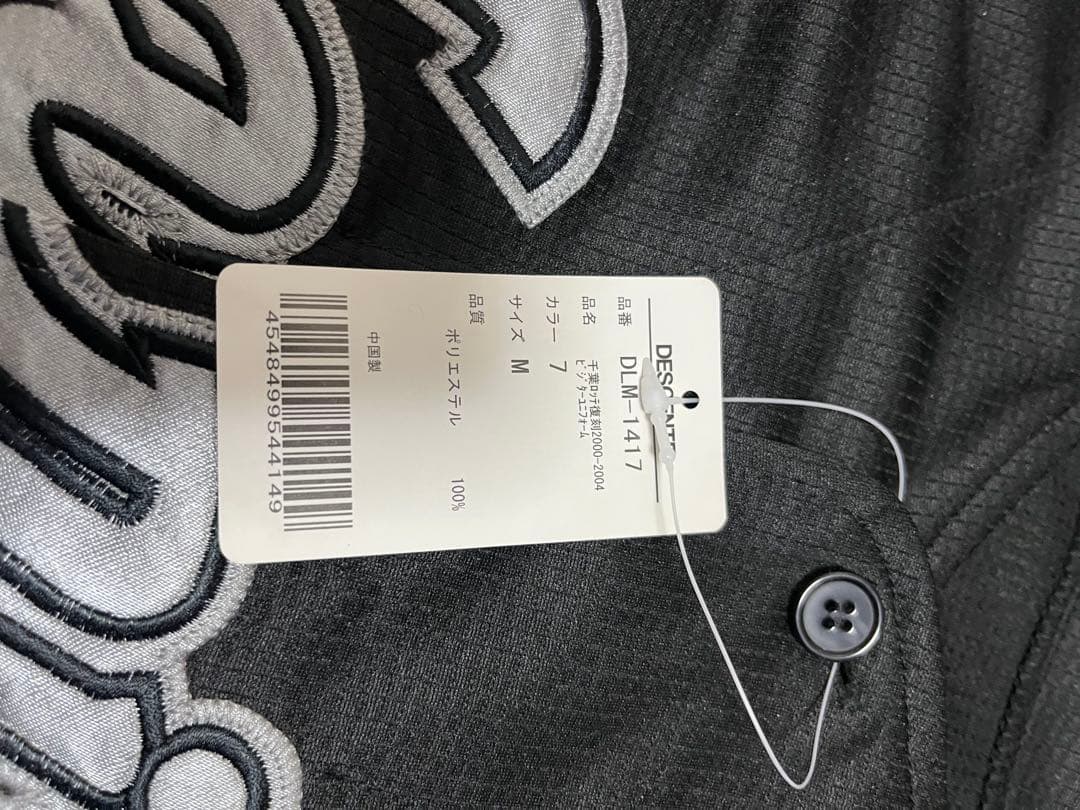 DESCENTE
品番 DLM-1417
品名 千葉ﾛｯﾃ復刻2000-2004
ﾋﾞｼﾞﾀｰﾕﾆﾌｫｰﾑ
カラー 7
サイズ M
品質 ポリエステル 100%
中国製
4548499544149